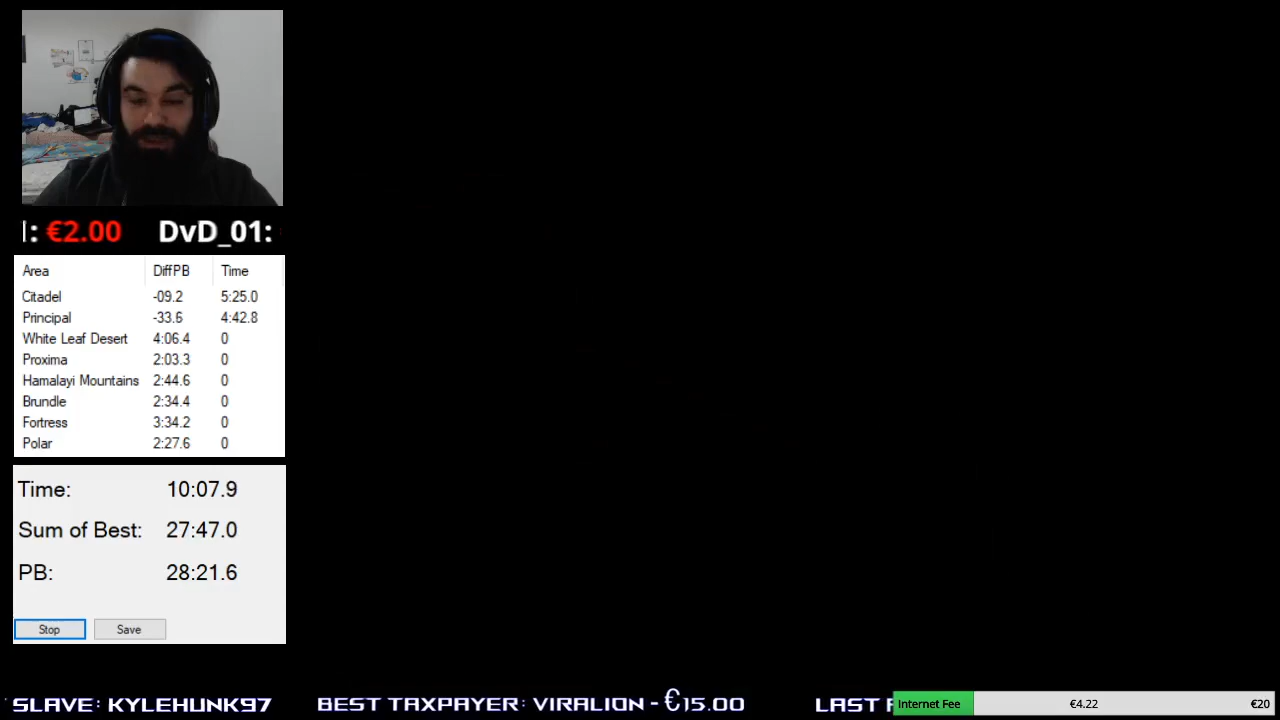 : €2.00 DvD_01:
Area DiffPB Time
Citadel -09.2 5:25.0
Principal -33.6 4:42.8
White Leaf Desert 4:06.4 0
Proxima 2:03.3 0
Hamalayi Mountains 2:44.6 0
Brundle 2:34.4 0
Fortress 3:34.2 0
Polar 2:27.6 0
Time: 10:07.9
Sum of Best: 27:47.0
PB: 28:21.6
Stop Save
SLAVE: KYLEHUNK97 BEST TAXPAYER: VIRALION - €15.00 LAST Internet Fee €4.22 €20